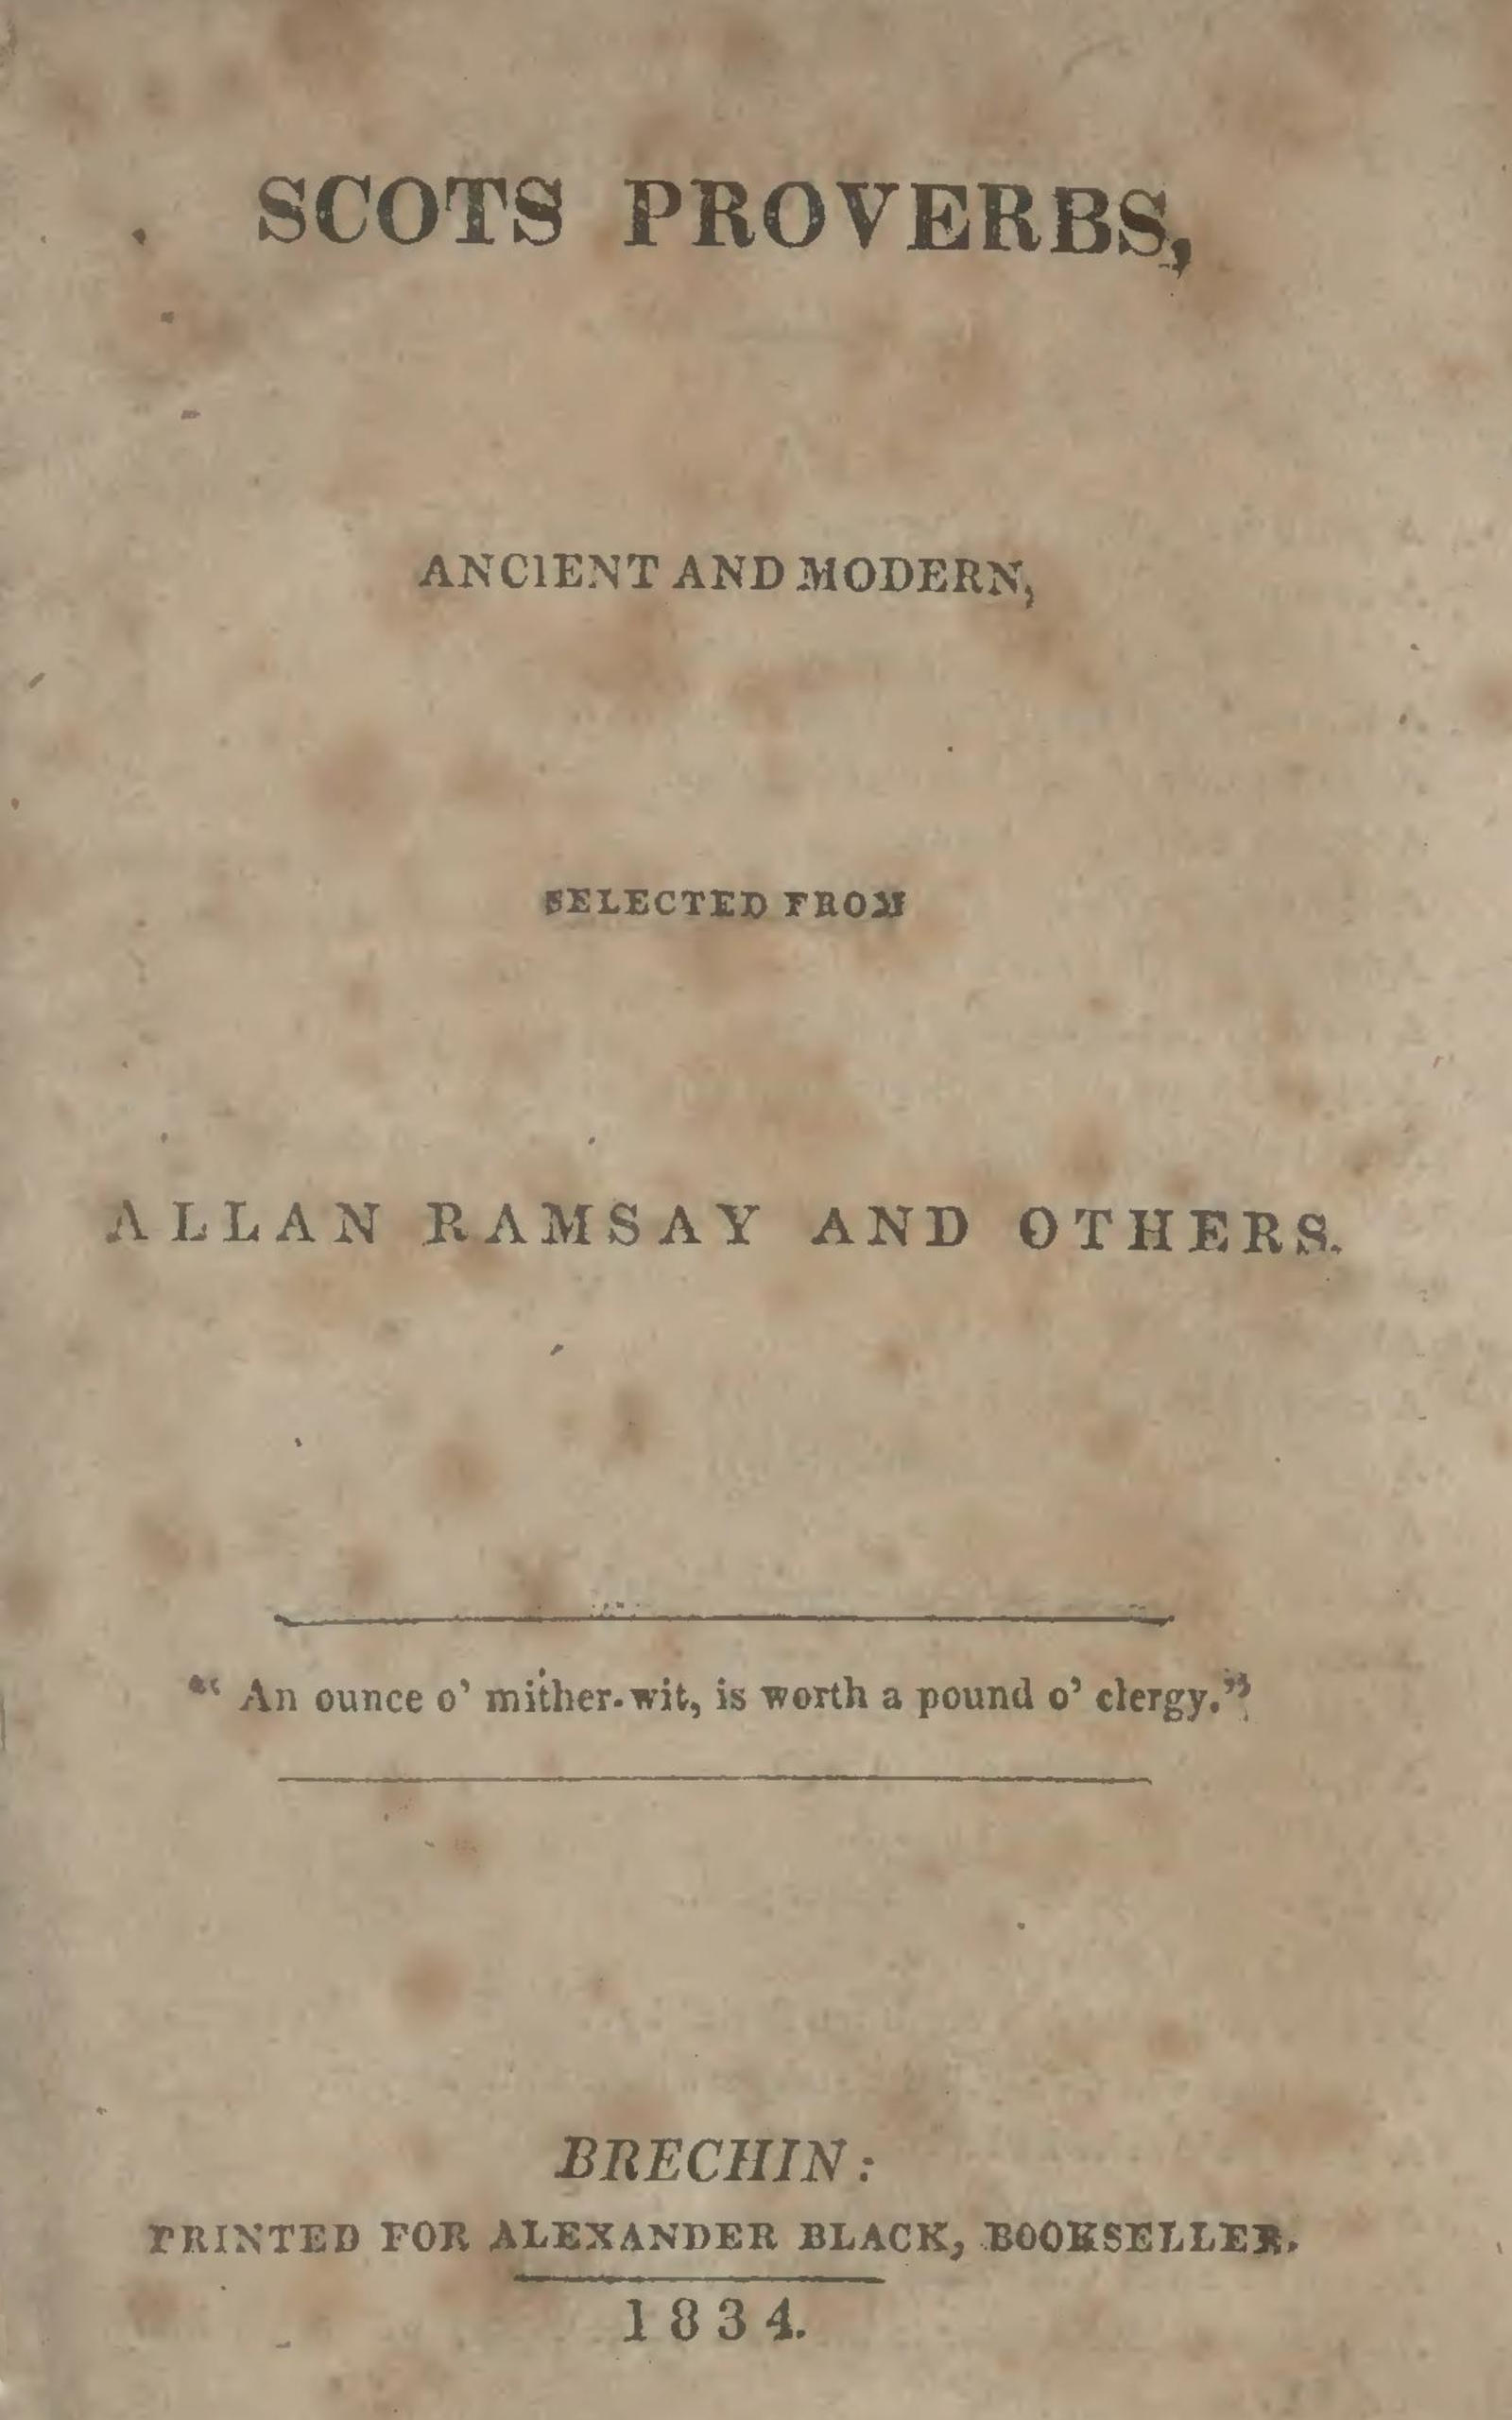 SCOTS PROVERBS,
ANCIENT AND MODERN,
SELECTED FROM
ALLAN RAMSAY AND OTHERS.
"An ounce o' mither-wit, is worth a pound o' clergy."
BRECHIN:
PRINTED FOR ALEXANDER BLACK, BOOKSELLER.
1834.